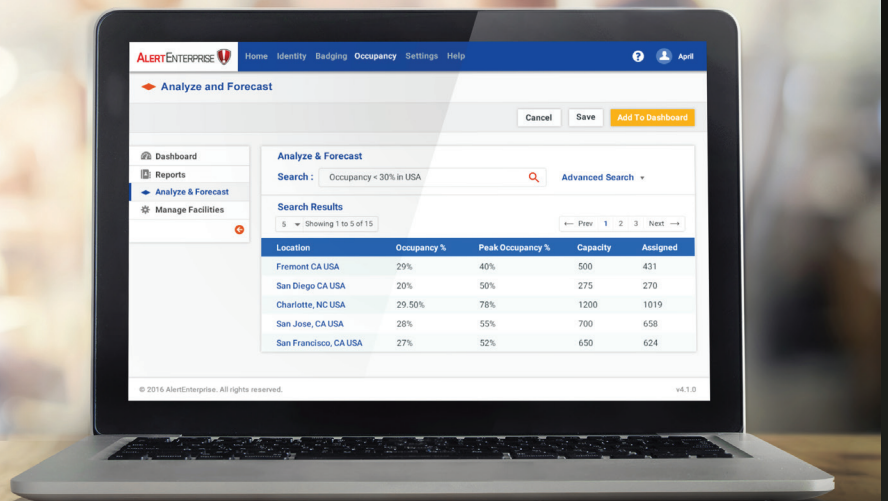 ALERTENTERPRISE Home Identity Badging Occupancy Settings Help ? April
Analyze and Forecast
Cancel Save Add To Dashboard
Dashboard
Reports
Analyze & Forecast
Manage Facilities
Analyze & Forecast
Search : Occupancy < 30% in USA Advanced Search
Search Results
5 Showing 1 to 5 of 15 ← Prev 1 2 3 Next →
Location Occupancy % Peak Occupancy % Capacity Assigned
Fremont CA USA 29% 40% 500 431
San Diego CA USA 20% 50% 275 270
Charlotte, NC USA 29.50% 78% 1200 1019
San Jose, CA USA 28% 55% 700 658
San Francisco, CA USA 27% 52% 650 624
© 2016 AlertEnterprise. All rights reserved. v4.1.0